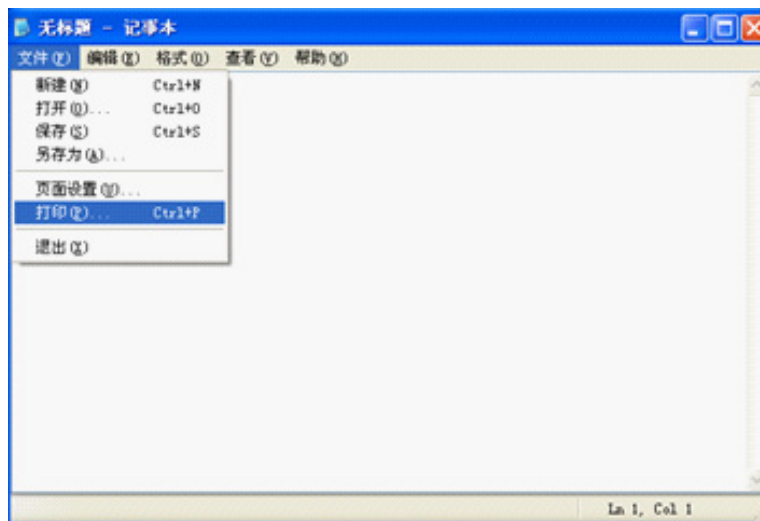 无标题 - 记事本
文件(F) 编辑(E) 格式(O) 查看(V) 帮助(H)
新建(N) Ctrl+N
打开(O)... Ctrl+O
保存(S) Ctrl+S
另存为(A)...
页面设置(U)...
打印(P)... Ctrl+P
退出(X)
Ln 1, Col 1